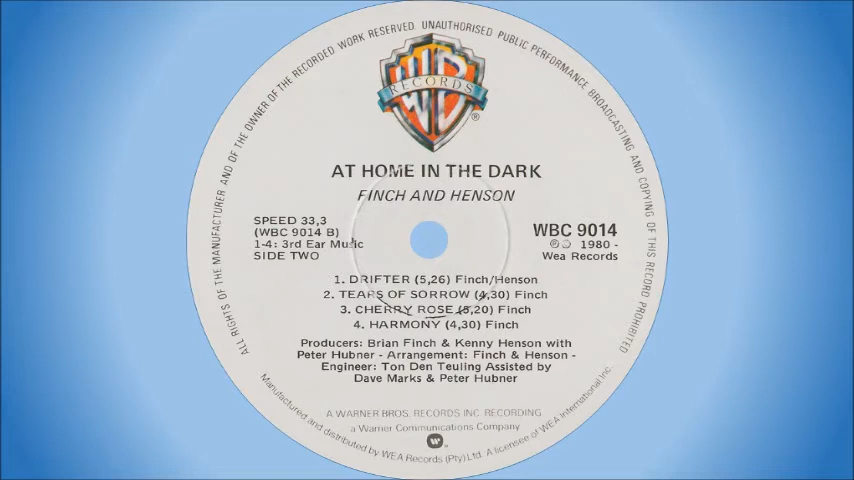 ALL RIGHTS OF THE MANUFACTURER AND OF THE OWNER OF THE RECORDED WORK RESERVED. UNAUTHORISED PUBLIC PERFORMANCE BROADCASTING AND COPYING OF THIS RECORD PROHIBITED
WB
RECORDS
®
AT HOME IN THE DARK
FINCH AND HENSON
SPEED 33,3
(WBC 9014 B)
1-4: 3rd Ear Music
SIDE TWO
WBC 9014
℗ © 1980 -
Wea Records
1. DRIFTER (5,26) Finch/Henson
2. TEARS OF SORROW (4,30) Finch
3. CHERRY ROSE (5,20) Finch
4. HARMONY (4,30) Finch
Producers: Brian Finch & Kenny Henson with
Peter Hubner - Arrangement: Finch & Henson -
Engineer: Ton Den Teuling Assisted by
Dave Marks & Peter Hubner
A WARNER BROS. RECORDS INC. RECORDING
a Warner Communications Company
Manufactured and distributed by WEA Records (Pty) Ltd. A licensee of WEA International Inc.